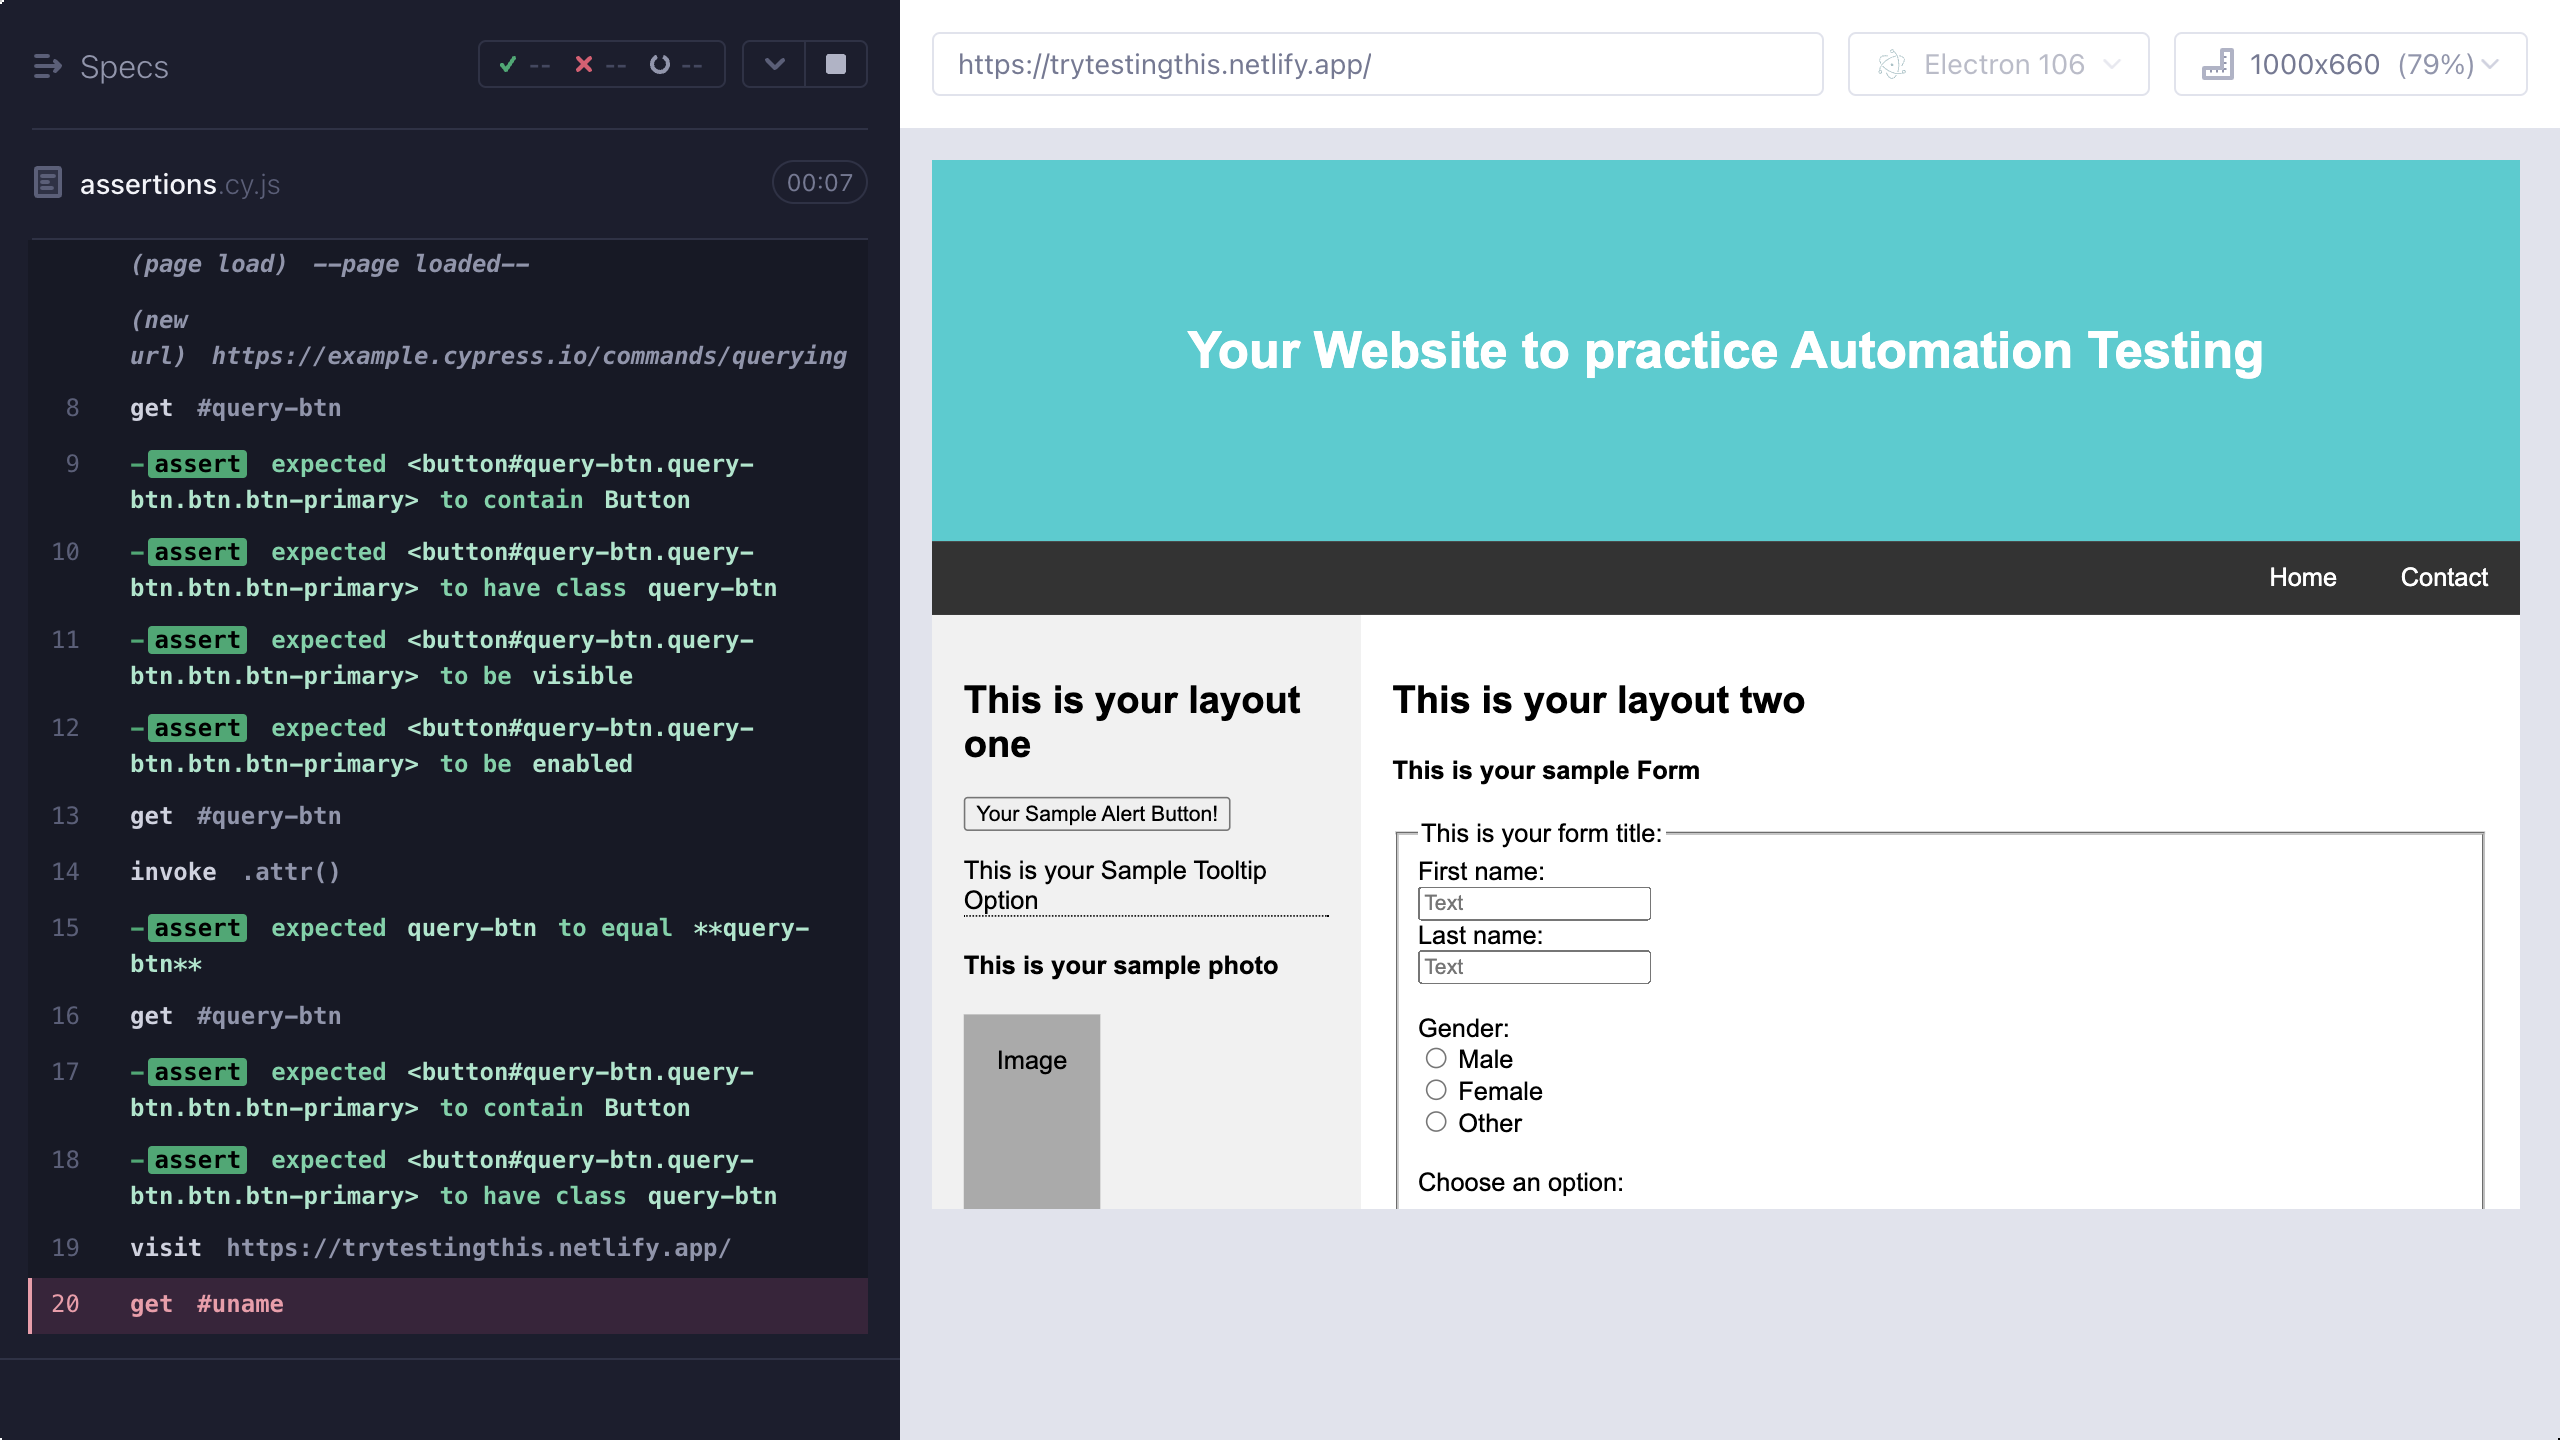 Specs
-- -- --
assertions.cy.js 00:07
(page load) --page loaded--
(new
url) https://example.cypress.io/commands/querying
8 get #query-btn
9 -assert expected <button#query-btn.query-
btn.btn.btn-primary> to contain Button
10 -assert expected <button#query-btn.query-
btn.btn.btn-primary> to have class query-btn
11 -assert expected <button#query-btn.query-
btn.btn.btn-primary> to be visible
12 -assert expected <button#query-btn.query-
btn.btn.btn-primary> to be enabled
13 get #query-btn
14 invoke .attr()
15 -assert expected query-btn to equal **query-
btn**
16 get #query-btn
17 -assert expected <button#query-btn.query-
btn.btn.btn-primary> to contain Button
18 -assert expected <button#query-btn.query-
btn.btn.btn-primary> to have class query-btn
19 visit https://trytestingthis.netlify.app/
20 get #uname
https://trytestingthis.netlify.app/
Electron 106
1000x660 (79%)
Your Website to practice Automation Testing
Home Contact
This is your layout
one
Your Sample Alert Button!
This is your Sample Tooltip
Option
This is your sample photo
Image
This is your layout two
This is your sample Form
This is your form title:
First name:
Text
Last name:
Text
Gender:
Male
Female
Other
Choose an option: